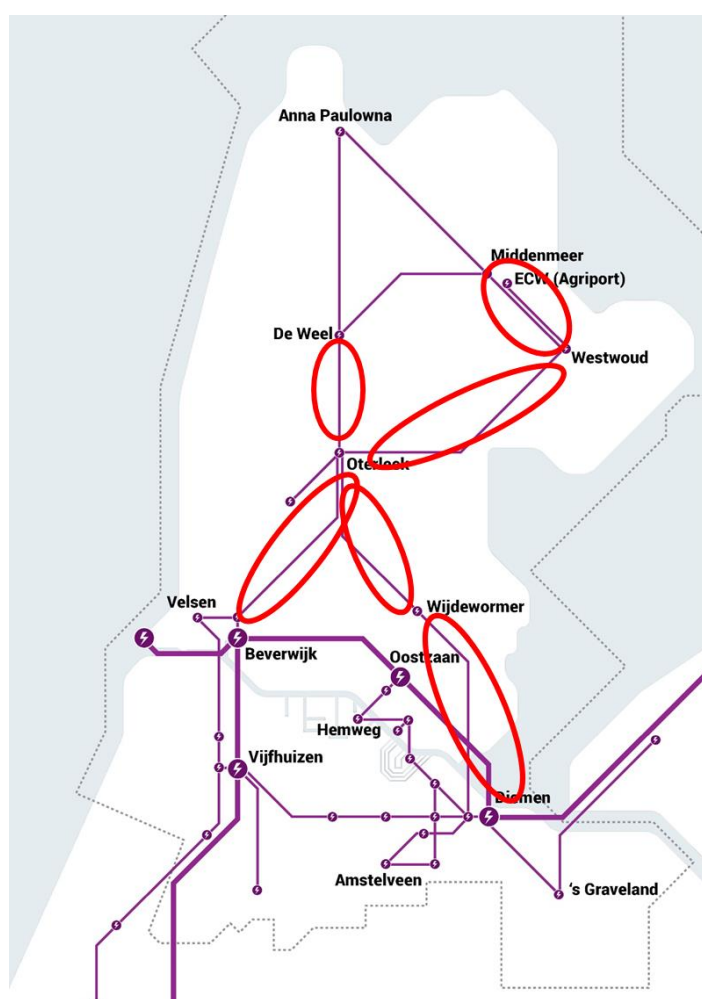 Anna Paulowna
Middenmeer
ECW (Agriport)
De Weel
Westwoud
Oterleek
Velsen
Wijdewormer
Beverwijk
Oostzaan
Hemweg
Vijfhuizen
Diemen
Amstelveen
's Graveland